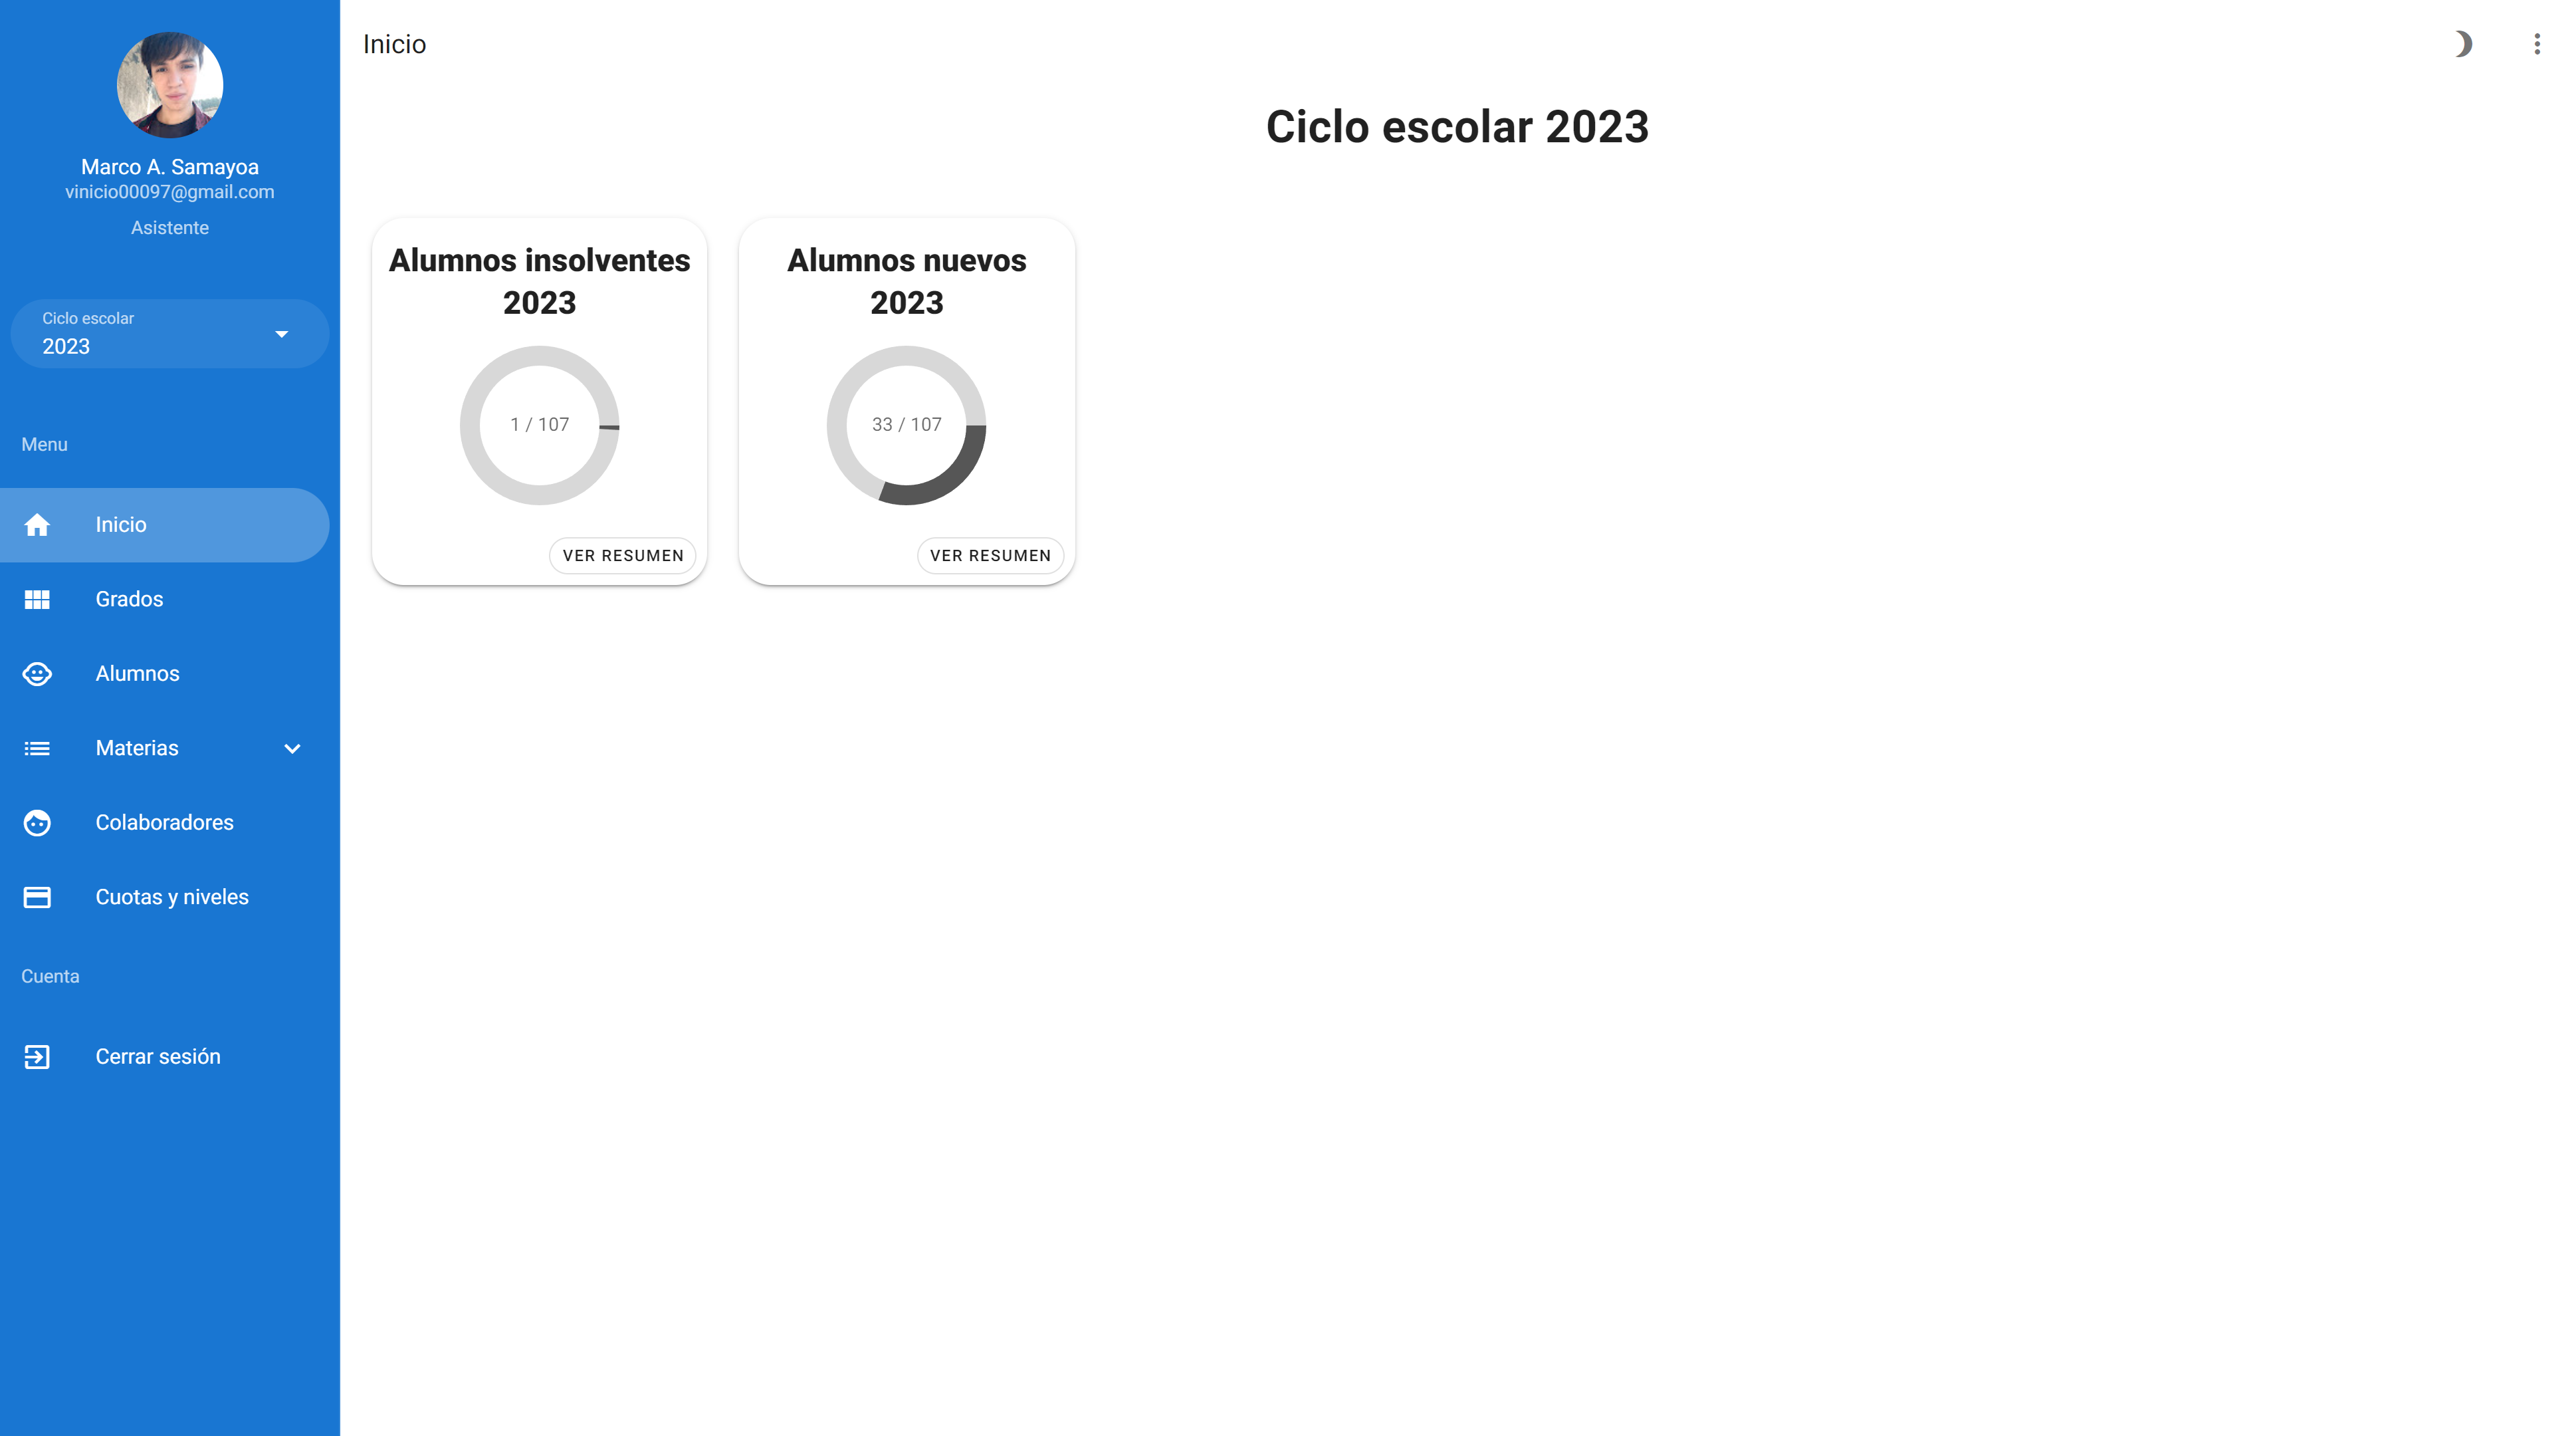 Marco A. Samayoa
vinicio00097@gmail.com
Asistente
Ciclo escolar
2023
Menu
Inicio
Grados
Alumnos
Materias
Colaboradores
Cuotas y niveles
Cuenta
Cerrar sesión
Inicio
Ciclo escolar 2023
Alumnos insolventes
2023
1 / 107
VER RESUMEN
Alumnos nuevos
2023
33 / 107
VER RESUMEN